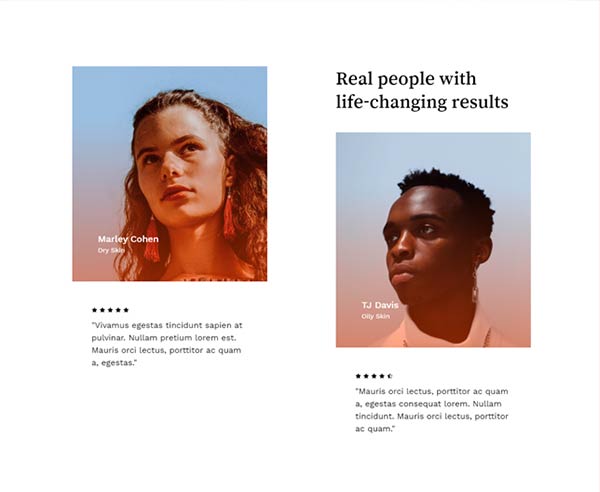 Real people with
life-changing results
Marley Cohen
Dry Skin
"Vivamus egestas tincidunt sapien at
pulvinar. Nullam pretium lorem est.
Mauris orci lectus, porttitor ac quam
a, egestas."
TJ Davis
Oily Skin
"Mauris orci lectus, porttitor ac quam
a, egestas consequat lorem. Nullam
tincidunt. Mauris orci lectus, porttitor
ac quam."